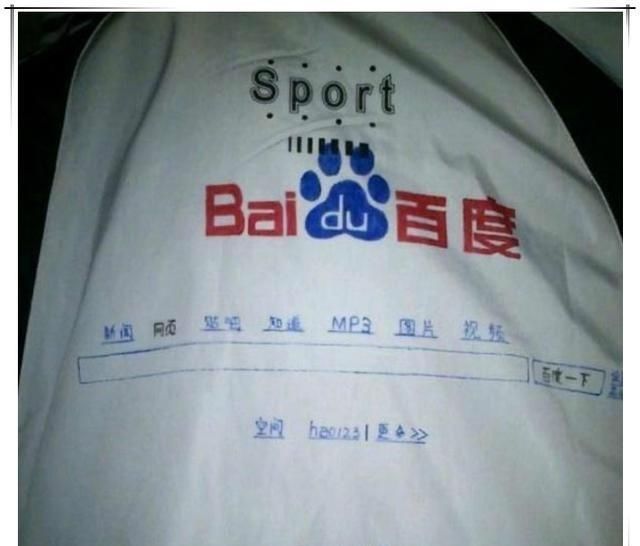 Sport
Bai du 百度
新闻 网页 贴吧 知道 MP3 图片 视频
百度一下
空间 hao123 | 更多>>